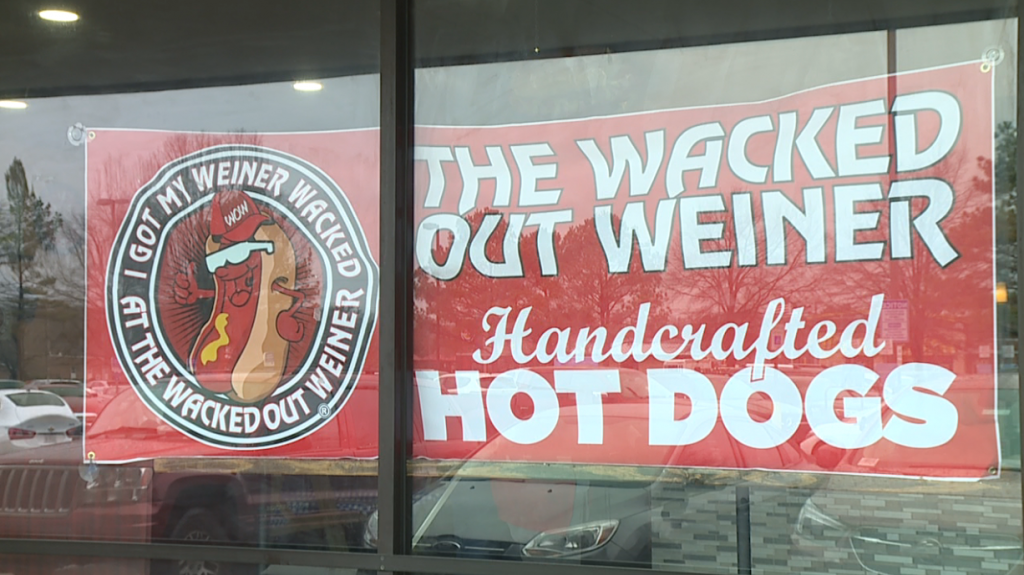 I GOT MY WEINER WACKED
AT THE WACKED OUT WEINER
®
WOW
THE WACKED
OUT WEINER
Handcrafted
HOT DOGS